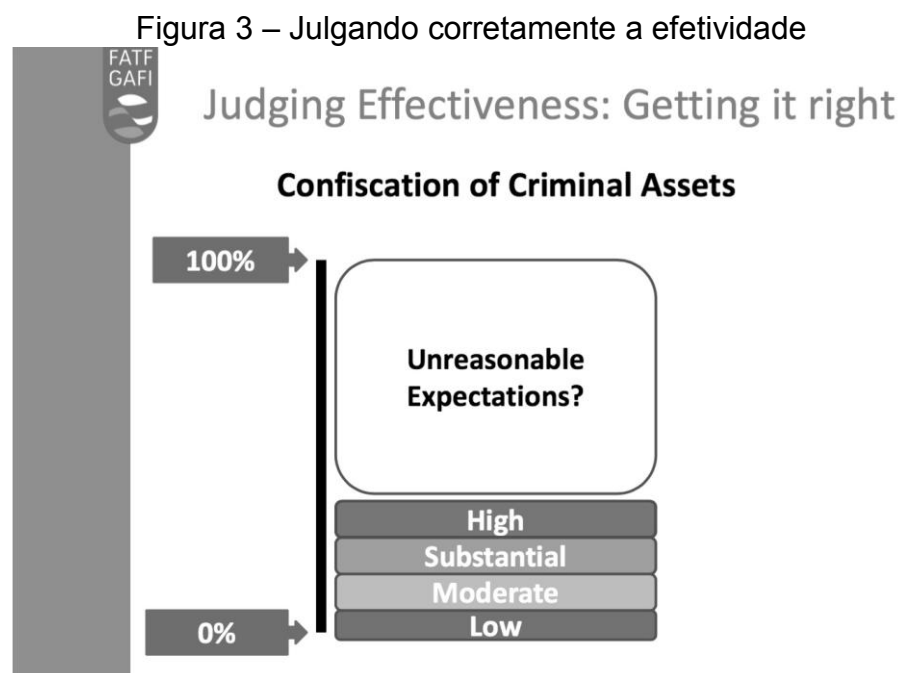 Figura 3 – Julgando corretamente a efetividade
FATF
GAFI
Judging Effectiveness: Getting it right
Confiscation of Criminal Assets
100%
Unreasonable
Expectations?
High
Substantial
Moderate
Low
0%